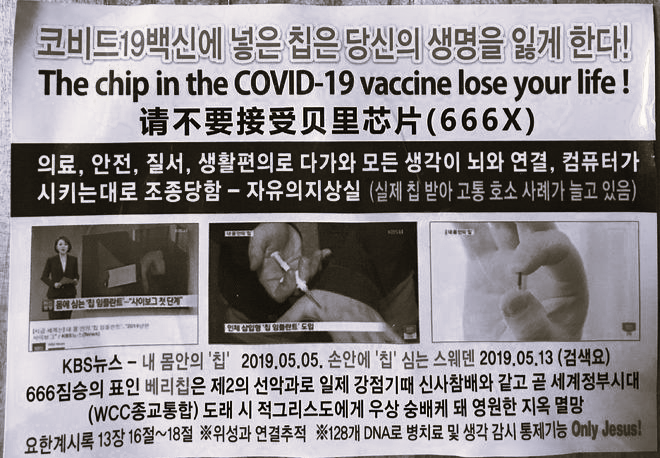 코비드19백신에 넣은 칩은 당신의 생명을 잃게 한다!
The chip in the COVID-19 vaccine lose your life !
请不要接受贝里芯片(666X)
의료, 안전, 질서, 생활편의로 다가와 모든 생각이 뇌와 연결, 컴퓨터가
시키는대로 조종당함 – 자유의지상실 (실제 칩 받아 고통 호소 사례가 늘고 있음)
몸에 심는 '칩 임플란트'…"사이보그 첫 단계"
내 몸안의 '칩'
KBS
인체 삽입형 '칩 임플란트' 도입
내 몸안의 '칩'
KBS뉴스 – 내 몸안의 '칩' 2019.05.05. 손안에 '칩' 심는 스웨덴 2019.05.13 (검색요)
666짐승의 표인 베리칩은 제2의 선악과로 일제 강점기때 신사참배와 같고 곧 세계정부시대
(WCC종교통합) 도래 시 적그리스도에게 우상 숭배케 돼 영원한 지옥 멸망
요한계시록 13장 16절~18절 ※위성과 연결추적 ※128개 DNA로 병치료 및 생각 감시 통제기능 Only Jesus!